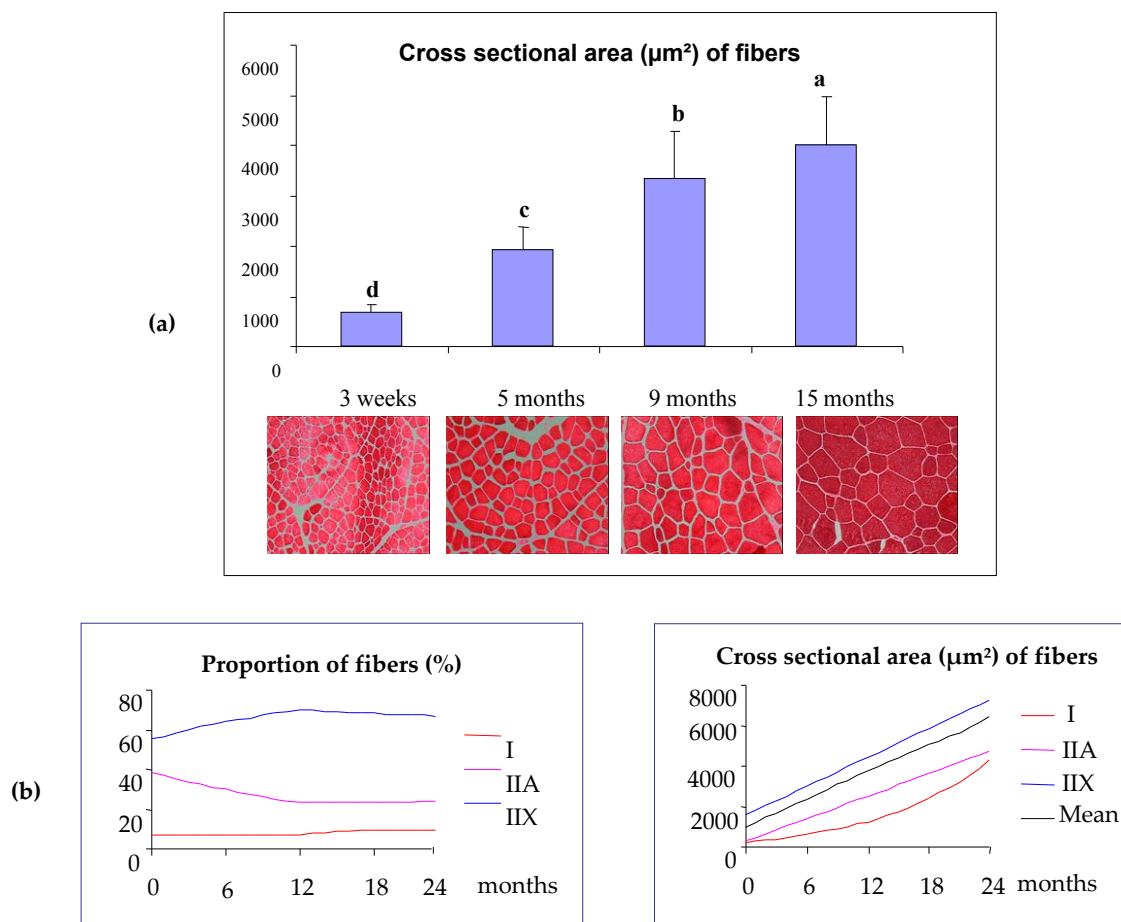 Cross sectional area (µm²) of fibers
6000
5000
4000
3000
2000
1000
0
a
b
c
d
(a)
3 weeks 5 months 9 months 15 months
Proportion of fibers (%)
80
60
40
20
0
0 6 12 18 24 months
I
IIA
IIX
(b)
Cross sectional area (µm²) of fibers
8000
6000
4000
2000
0
0 6 12 18 24 months
I
IIA
IIX
Mean